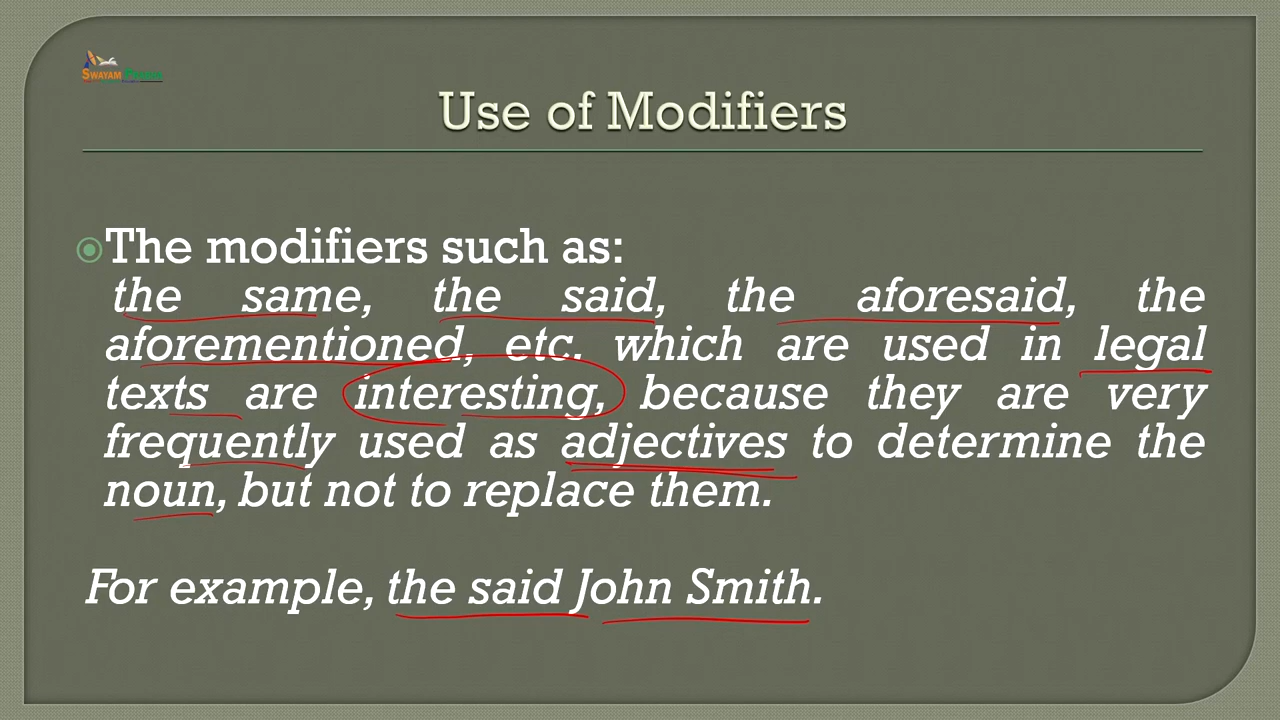 SWAYAM PRABHA
Use of Modifiers
The modifiers such as:
the same, the said, the aforesaid, the
aforementioned, etc. which are used in legal
texts are interesting, because they are very
frequently used as adjectives to determine the
noun, but not to replace them.
For example, the said John Smith.